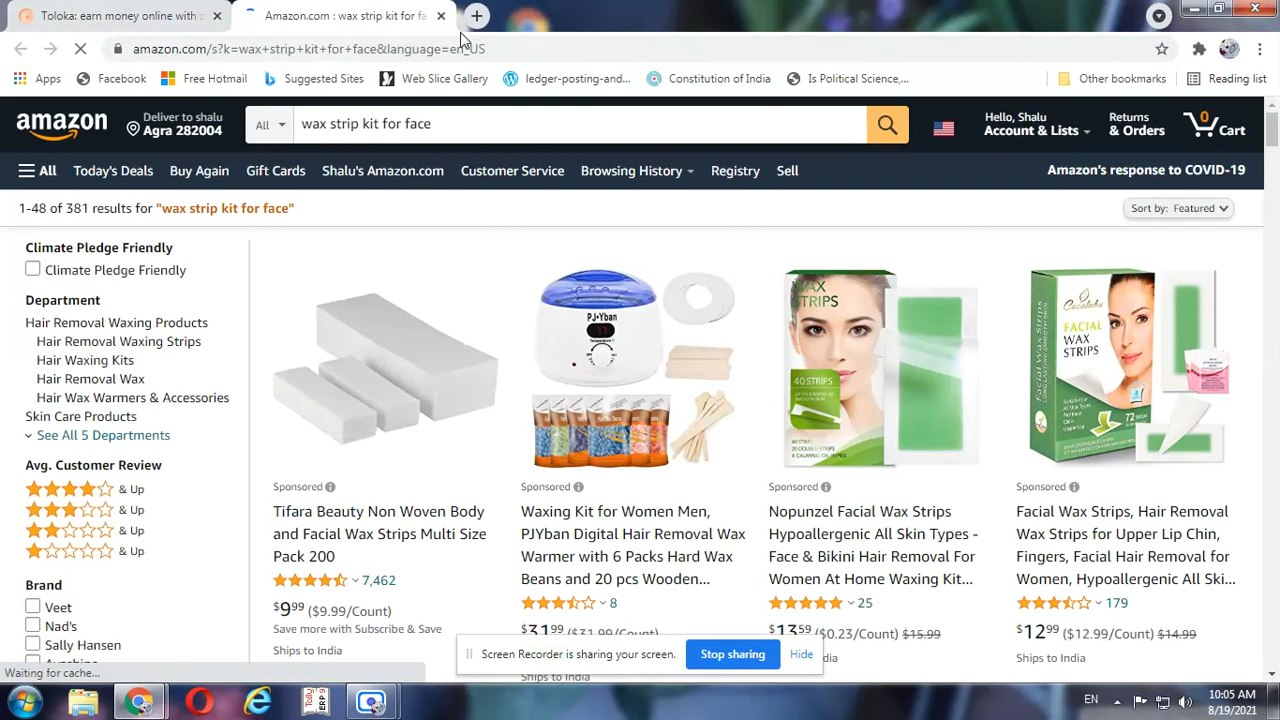 Toloka: earn money online with z
Amazon.com : wax strip kit for fa
amazon.com/s?k=wax+strip+kit+for+face&language=en_US
Apps
Facebook
Free Hotmail
Suggested Sites
Web Slice Gallery
ledger-posting-and...
Constitution of India
Is Political Science,...
Other bookmarks
Reading list
amazon
Deliver to shalu
Agra 282004
All
wax strip kit for face
Hello, Shalu
Account & Lists
Returns
& Orders
0
Cart
All
Today's Deals
Buy Again
Gift Cards
Shalu's Amazon.com
Customer Service
Browsing History
Registry
Sell
Amazon's response to COVID-19
1-48 of 381 results for "wax strip kit for face"
Sort by: Featured
Climate Pledge Friendly
Climate Pledge Friendly
Department
Hair Removal Waxing Products
Hair Removal Waxing Strips
Hair Waxing Kits
Hair Removal Wax
Hair Wax Warmers & Accessories
Skin Care Products
See All 5 Departments
Avg. Customer Review
& Up
& Up
& Up
& Up
Brand
Veet
Nad's
Sally Hansen
Sponsored
Tifara Beauty Non Woven Body
and Facial Wax Strips Multi Size
Pack 200
7,462
$9.99 ($9.99/Count)
Save more with Subscribe & Save
Ships to India
PJ·Yban
Sponsored
Waxing Kit for Women Men,
PJYban Digital Hair Removal Wax
Warmer with 6 Packs Hard Wax
Beans and 20 pcs Wooden...
8
$31.99 ($31.99/Count)
Ships to India
WAX
STRIPS
40 STRIPS
Sponsored
Nopunzel Facial Wax Strips
Hypoallergenic All Skin Types -
Face & Bikini Hair Removal For
Women At Home Waxing Kit...
25
$13.59 ($0.23/Count) $15.99
dia
FACIAL
WAX
STRIPS
72
Sponsored
Facial Wax Strips, Hair Removal
Wax Strips for Upper Lip Chin,
Fingers, Facial Hair Removal for
Women, Hypoallergenic All Ski...
179
$12.99 ($12.99/Count) $14.99
Ships to India
Screen Recorder is sharing your screen.
Stop sharing
Hide
Waiting for cache...
EN
10:05 AM
8/19/2021